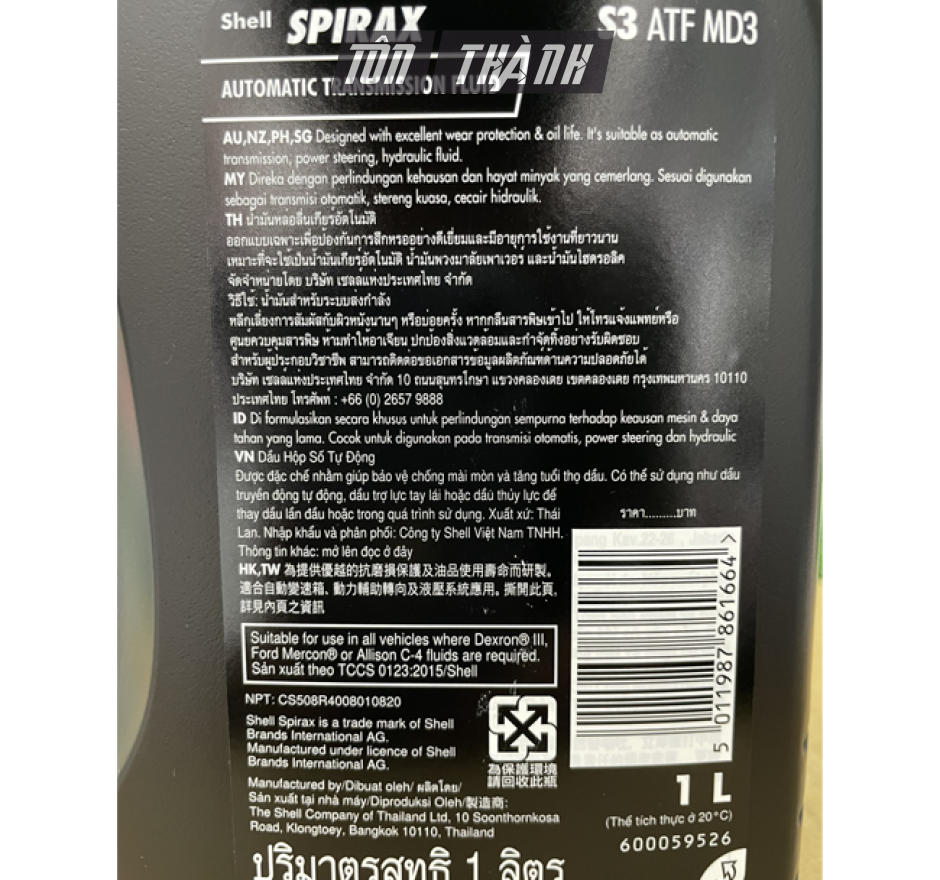 Shell SPIRAX S3 ATF MD3
TÔN THÀNH
AUTOMATIC TRANSMISSION FLUID
AU,NZ,PH,SG Designed with excellent wear protection & oil life. It's suitable as automatic
transmission, power steering, hydraulic fluid.
MY Direka dengan perlindungan kehausan dan hayat minyak yang cemerlang. Sesuai digunakan
sebagai transmisi otomatik, stereng kuasa, cecair hidraulik.
TH น้ำมันหล่อลื่นเกียร์อัตโนมัติ
ออกแบบเฉพาะเพื่อป้องกันการสึกหรออย่างดีเยี่ยมและมีอายุการใช้งานที่ยาวนาน
เหมาะที่จะใช้เป็นน้ำมันเกียร์อัตโนมัติ น้ำมันพวงมาลัยเพาเวอร์ และน้ำมันไฮดรอลิค
จัดจำหน่ายโดย บริษัท เชลล์แห่งประเทศไทย จำกัด
วิธีใช้: น้ำมันสำหรับระบบส่งกำลัง
หลีกเลี่ยงการสัมผัสกับผิวหนังนานๆ หรือบ่อยครั้ง หากกลืนสารพิษเข้าไป ให้โทรแจ้งแพทย์หรือ
ศูนย์ควบคุมสารพิษ ห้ามทำให้อาเจียน ปกป้องสิ่งแวดล้อมและกำจัดทิ้งอย่างรับผิดชอบ
สำหรับผู้ประกอบวิชาชีพ สามารถติดต่อขอเอกสารข้อมูลผลิตภัณฑ์ด้านความปลอดภัยได้
บริษัท เชลล์แห่งประเทศไทย จำกัด 10 ถนนสุนทรโกษา แขวงคลองเตย เขตคลองเตย กรุงเทพมหานคร 10110
ประเทศไทย โทรศัพท์ : +66 (0) 2657 9888
ID Di formulasikan secara khusus untuk perlindungan sempurna terhadap keausan mesin & daya
tahan yang lama. Cocok untuk digunakan pada transmisi otomatis, power steering dan hydraulic
VN Dầu Hộp Số Tự Động
Được đặc chế nhằm giúp bảo vệ chống mài mòn và tăng tuổi thọ dầu. Có thể sử dụng như dầu
truyền động tự động, dầu trợ lực tay lái hoặc dầu thủy lực để
thay dầu lần đầu hoặc trong quá trình sử dụng. Xuất xứ: Thái
Lan. Nhập khẩu và phân phối: Công ty Shell Việt Nam TNHH.
Thông tin khác: mở lên đọc ở đây
HK,TW 為提供優越的抗磨損保護及油品使用壽命而研製。
適合自動變速箱、動力輔助轉向及液壓系統應用。撕開此頁,
詳見內頁之資訊
ราคา.........บาท
Suitable for use in all vehicles where Dexron® III,
Ford Mercon® or Allison C-4 fluids are required.
Sản xuất theo TCCS 0123:2015/Shell
NPT: CS508R4008010820
Shell Spirax is a trade mark of Shell
Brands International AG.
Manufactured under licence of Shell
Brands International AG.
為保護環境
請回收此瓶
5 011987 861664 >
Manufactured by/Dibuat oleh/ ผลิตโดย/
Sản xuất tại nhà máy/Diproduksi Oleh/製造商:
The Shell Company of Thailand Ltd, 10 Soonthornkosa
Road, Klongtoey, Bangkok 10110, Thailand
1 L
(Thể tích thực ở 20°C)
600059526
ปริมาตรสุทธิ 1 ลิตร